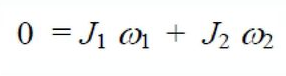 0 = J₁ ω₁ + J₂ ω₂